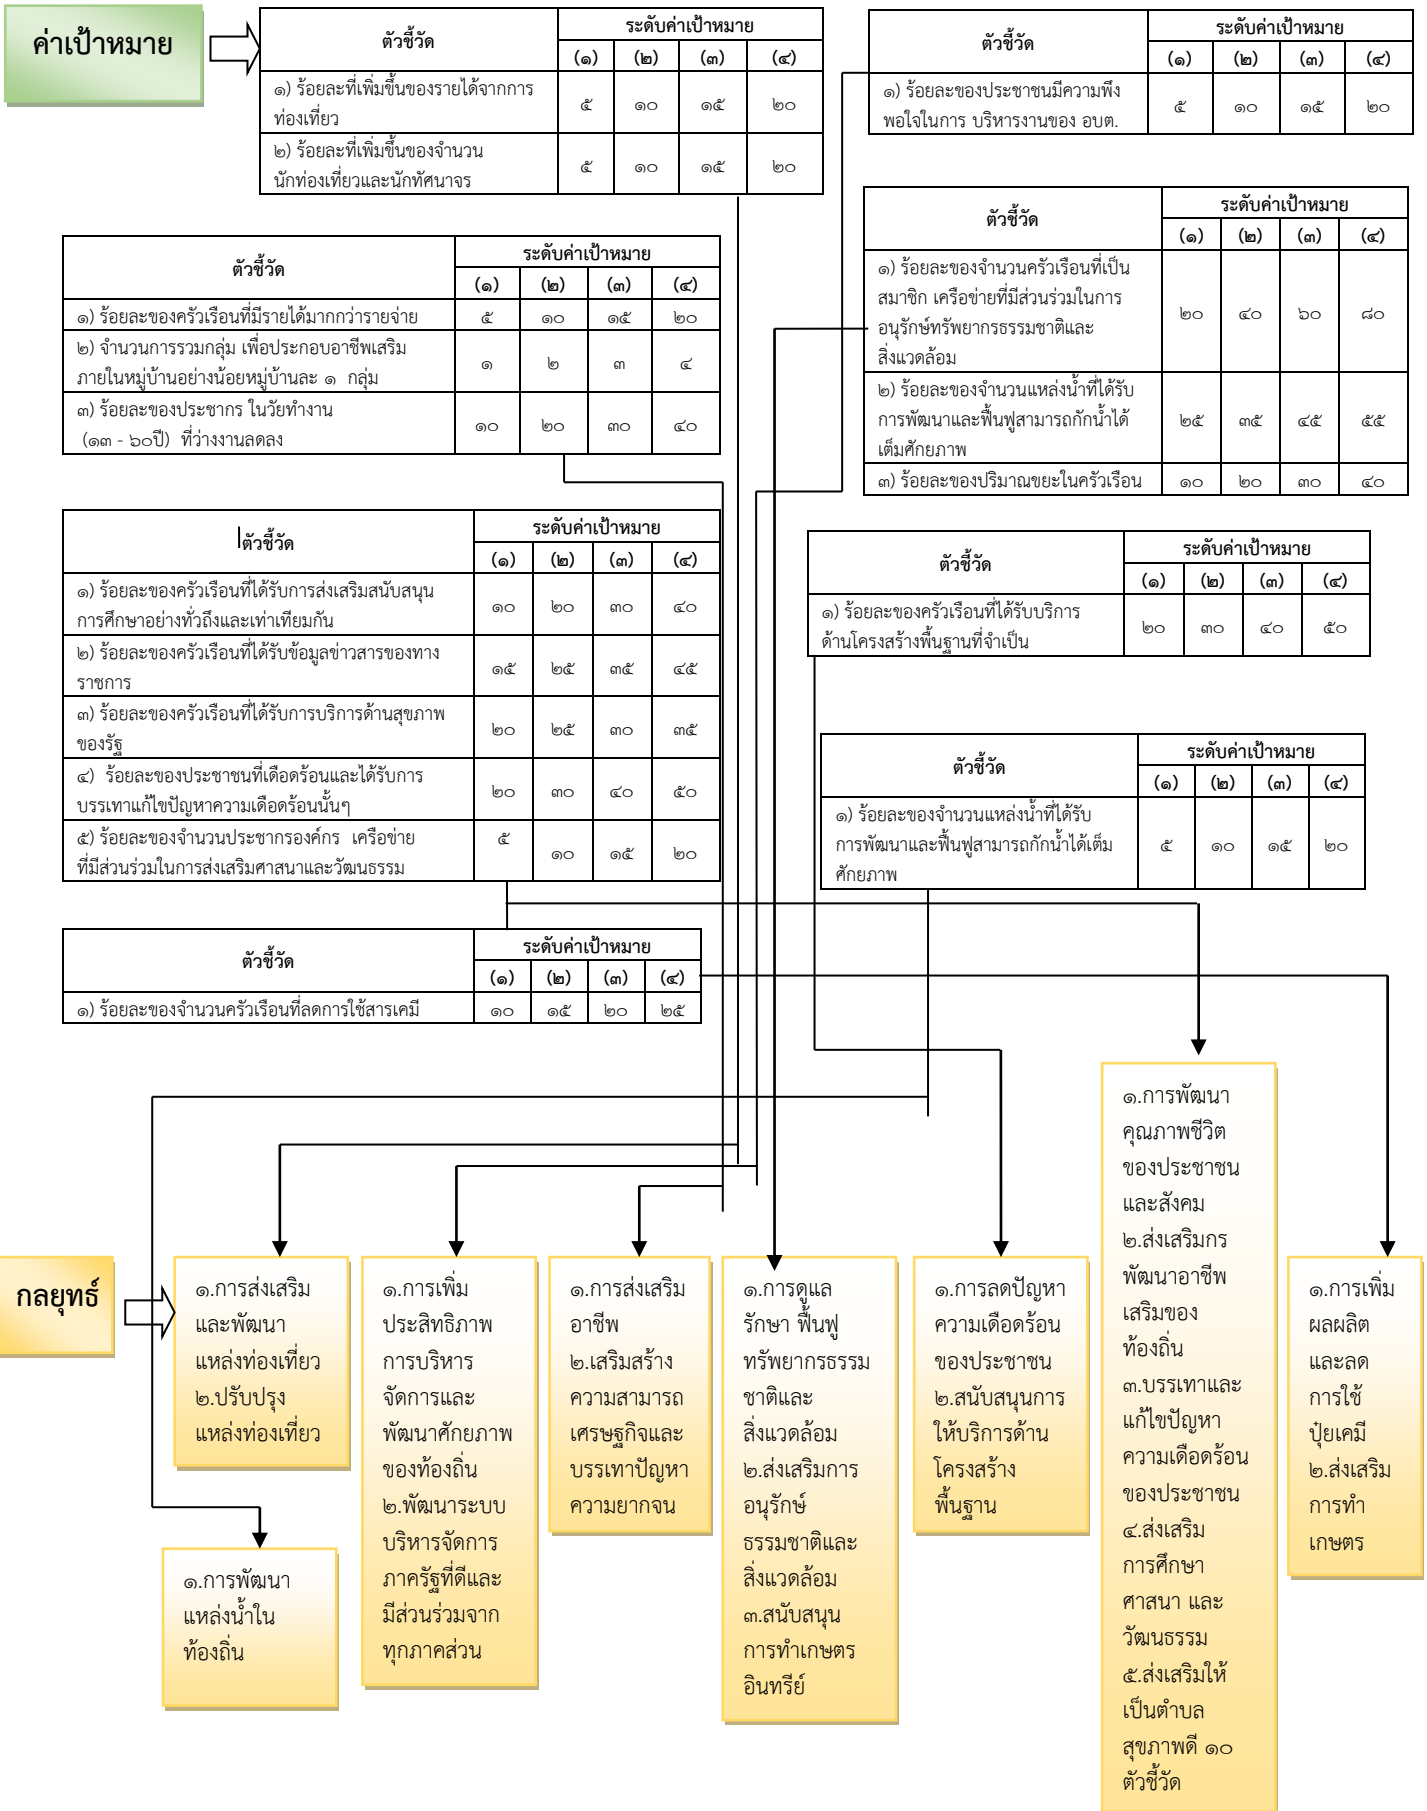 ค่าเป้าหมาย
ตัวชี้วัด
ระดับค่าเป้าหมาย
(๑) (๒) (๓) (๔)
๑) ร้อยละที่เพิ่มขึ้นของรายได้จากการ
ท่องเที่ยว
๕ ๑๐ ๑๕ ๒๐
๒) ร้อยละที่เพิ่มขึ้นของจำนวน
นักท่องเที่ยวและนักทัศนาจร
๕ ๑๐ ๑๕ ๒๐
ตัวชี้วัด
ระดับค่าเป้าหมาย
(๑) (๒) (๓) (๔)
๑) ร้อยละของประชาชนมีความพึง
พอใจในการ บริหารงานของ อบต.
๕ ๑๐ ๑๕ ๒๐
ตัวชี้วัด
ระดับค่าเป้าหมาย
(๑) (๒) (๓) (๔)
๑) ร้อยละของจำนวนครัวเรือนที่เป็น
สมาชิก เครือข่ายที่มีส่วนร่วมในการ
อนุรักษ์ทรัพยากรธรรมชาติและ
สิ่งแวดล้อม
๒๐ ๔๐ ๖๐ ๘๐
๒) ร้อยละของจำนวนแหล่งน้ำที่ได้รับ
การพัฒนาและฟื้นฟูสามารถกักน้ำได้
เต็มศักยภาพ
๒๕ ๓๕ ๔๕ ๕๕
๓) ร้อยละของปริมาณขยะในครัวเรือน
๑๐ ๒๐ ๓๐ ๔๐
ตัวชี้วัด
ระดับค่าเป้าหมาย
(๑) (๒) (๓) (๔)
๑) ร้อยละของครัวเรือนที่มีรายได้มากกว่ารายจ่าย
๕ ๑๐ ๑๕ ๒๐
๒) จำนวนการรวมกลุ่ม เพื่อประกอบอาชีพเสริม
ภายในหมู่บ้านอย่างน้อยหมู่บ้านละ ๑ กลุ่ม
๑ ๒ ๓ ๔
๓) ร้อยละของประชากร ในวัยทำงาน
(๑๓ - ๖๐ปี) ที่ว่างงานลดลง
๑๐ ๒๐ ๓๐ ๔๐
ตัวชี้วัด
ระดับค่าเป้าหมาย
(๑) (๒) (๓) (๔)
๑) ร้อยละของครัวเรือนที่ได้รับการส่งเสริมสนับสนุน
การศึกษาอย่างทั่วถึงและเท่าเทียมกัน
๑๐ ๒๐ ๓๐ ๔๐
๒) ร้อยละของครัวเรือนที่ได้รับข้อมูลข่าวสารของทาง
ราชการ
๑๕ ๒๕ ๓๕ ๔๕
๓) ร้อยละของครัวเรือนที่ได้รับการบริการด้านสุขภาพ
ของรัฐ
๒๐ ๒๕ ๓๐ ๓๕
๔) ร้อยละของประชาชนที่เดือดร้อนและได้รับการ
บรรเทาแก้ไขปัญหาความเดือดร้อนนั้นๆ
๒๐ ๓๐ ๔๐ ๕๐
๕) ร้อยละของจำนวนประชากรองค์กร เครือข่าย
ที่มีส่วนร่วมในการส่งเสริมศาสนาและวัฒนธรรม
๕ ๑๐ ๑๕ ๒๐
ตัวชี้วัด
ระดับค่าเป้าหมาย
(๑) (๒) (๓) (๔)
๑) ร้อยละของครัวเรือนที่ได้รับบริการ
ด้านโครงสร้างพื้นฐานที่จำเป็น
๒๐ ๓๐ ๔๐ ๕๐
ตัวชี้วัด
ระดับค่าเป้าหมาย
(๑) (๒) (๓) (๔)
๑) ร้อยละของจำนวนแหล่งน้ำที่ได้รับ
การพัฒนาและฟื้นฟูสามารถกักน้ำได้เต็ม
ศักยภาพ
๕ ๑๐ ๑๕ ๒๐
ตัวชี้วัด
ระดับค่าเป้าหมาย
(๑) (๒) (๓) (๔)
๑) ร้อยละของจำนวนครัวเรือนที่ลดการใช้สารเคมี
๑๐ ๑๕ ๒๐ ๒๕
กลยุทธ์
๑.การส่งเสริม
และพัฒนา
แหล่งท่องเที่ยว
๒.ปรับปรุง
แหล่งท่องเที่ยว
๑.การพัฒนา
แหล่งน้ำใน
ท้องถิ่น
๑.การเพิ่ม
ประสิทธิภาพ
การบริหาร
จัดการและ
พัฒนาศักยภาพ
ของท้องถิ่น
๒.พัฒนาระบบ
บริหารจัดการ
ภาครัฐที่ดีและ
มีส่วนร่วมจาก
ทุกภาคส่วน
๑.การส่งเสริม
อาชีพ
๒.เสริมสร้าง
ความสามารถ
เศรษฐกิจและ
บรรเทาปัญหา
ความยากจน
๑.การดูแล
รักษา ฟื้นฟู
ทรัพยากรธรรม
ชาติและ
สิ่งแวดล้อม
๒.ส่งเสริมการ
อนุรักษ์
ธรรมชาติและ
สิ่งแวดล้อม
๓.สนับสนุน
การทำเกษตร
อินทรีย์
๑.การลดปัญหา
ความเดือดร้อน
ของประชาชน
๒.สนับสนุนการ
ให้บริการด้าน
โครงสร้าง
พื้นฐาน
๑.การพัฒนา
คุณภาพชีวิต
ของประชาชน
และสังคม
๒.ส่งเสริมกร
พัฒนาอาชีพ
เสริมของ
ท้องถิ่น
๓.บรรเทาและ
แก้ไขปัญหา
ความเดือดร้อน
ของประชาชน
๔.ส่งเสริม
การศึกษา
ศาสนา และ
วัฒนธรรม
๕.ส่งเสริมให้
เป็นตำบล
สุขภาพดี ๑๐
ตัวชี้วัด
๑.การเพิ่ม
ผลผลิต
และลด
การใช้
ปุ๋ยเคมี
๒.ส่งเสริม
การทำ
เกษตร